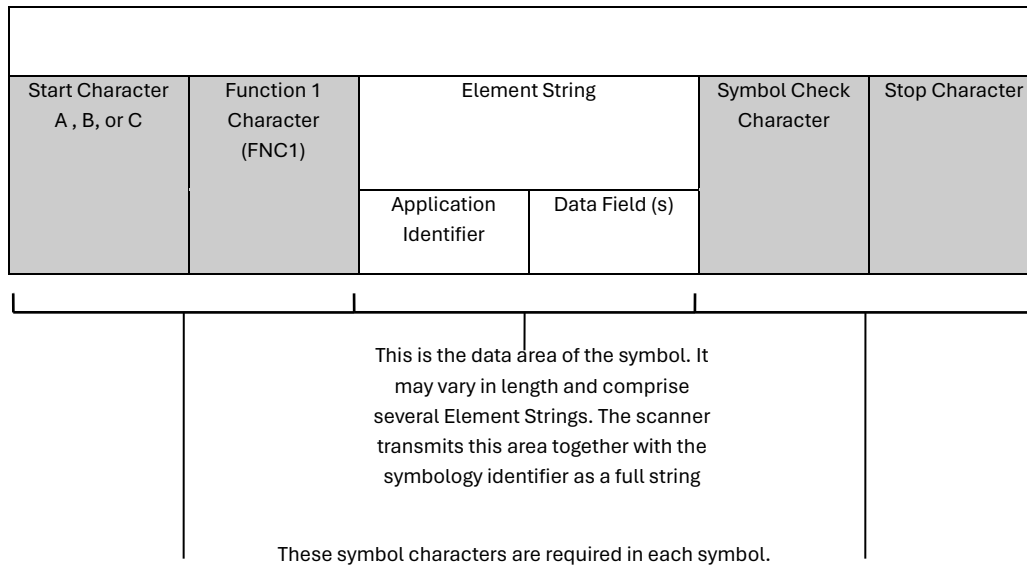 Start Character
A , B, or C
Function 1
Character
(FNC1)
Element String
Symbol Check
Character
Stop Character
Application
Identifier
Data Field (s)
This is the data area of the symbol. It
may vary in length and comprise
several Element Strings. The scanner
transmits this area together with the
symbology identifier as a full string
These symbol characters are required in each symbol.